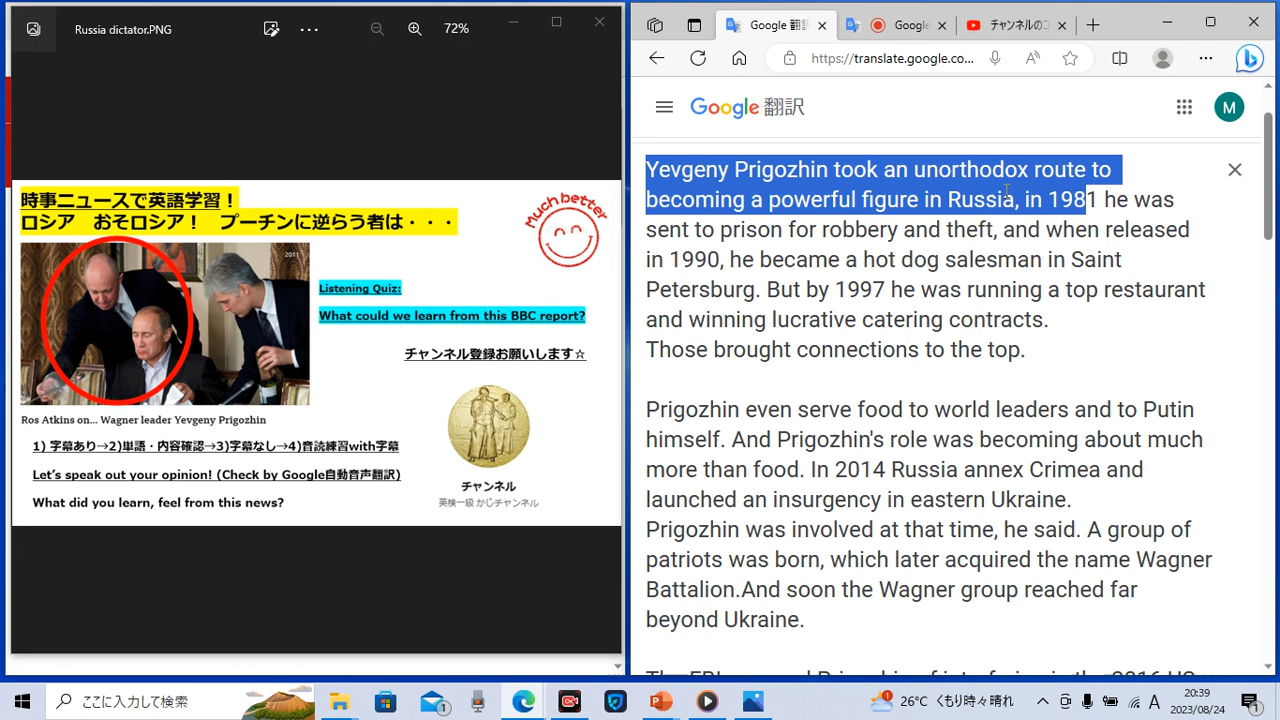 Russia dictator.PNG
72%
時事ニュースで英語学習！
ロシア　おそロシア！　プーチンに逆らう者は・・・
Much better
2011
Listening Quiz:
What could we learn from this BBC report?
チャンネル登録お願いします☆
Ros Atkins on... Wagner leader Yevgeny Prigozhin
1) 字幕あり→2)単語・内容確認→3)字幕なし→4)音読練習with字幕
Let's speak out your opinion! (Check by Google自動音声翻訳)
What did you learn, feel from this news?
チャンネル
英検一級 かじチャンネル
Google 翻訳
Google
チャンネルのコ
https://translate.google.co...
Google 翻訳
M
Yevgeny Prigozhin took an unorthodox route to
becoming a powerful figure in Russia, in 1981 he was
sent to prison for robbery and theft, and when released
in 1990, he became a hot dog salesman in Saint
Petersburg. But by 1997 he was running a top restaurant
and winning lucrative catering contracts.
Those brought connections to the top.
Prigozhin even serve food to world leaders and to Putin
himself. And Prigozhin's role was becoming about much
more than food. In 2014 Russia annex Crimea and
launched an insurgency in eastern Ukraine.
Prigozhin was involved at that time, he said. A group of
patriots was born, which later acquired the name Wagner
Battalion.And soon the Wagner group reached far
beyond Ukraine.
ここに入力して検索
1
1
26°C くもり時々晴れ
A
20:39
2023/08/24
1